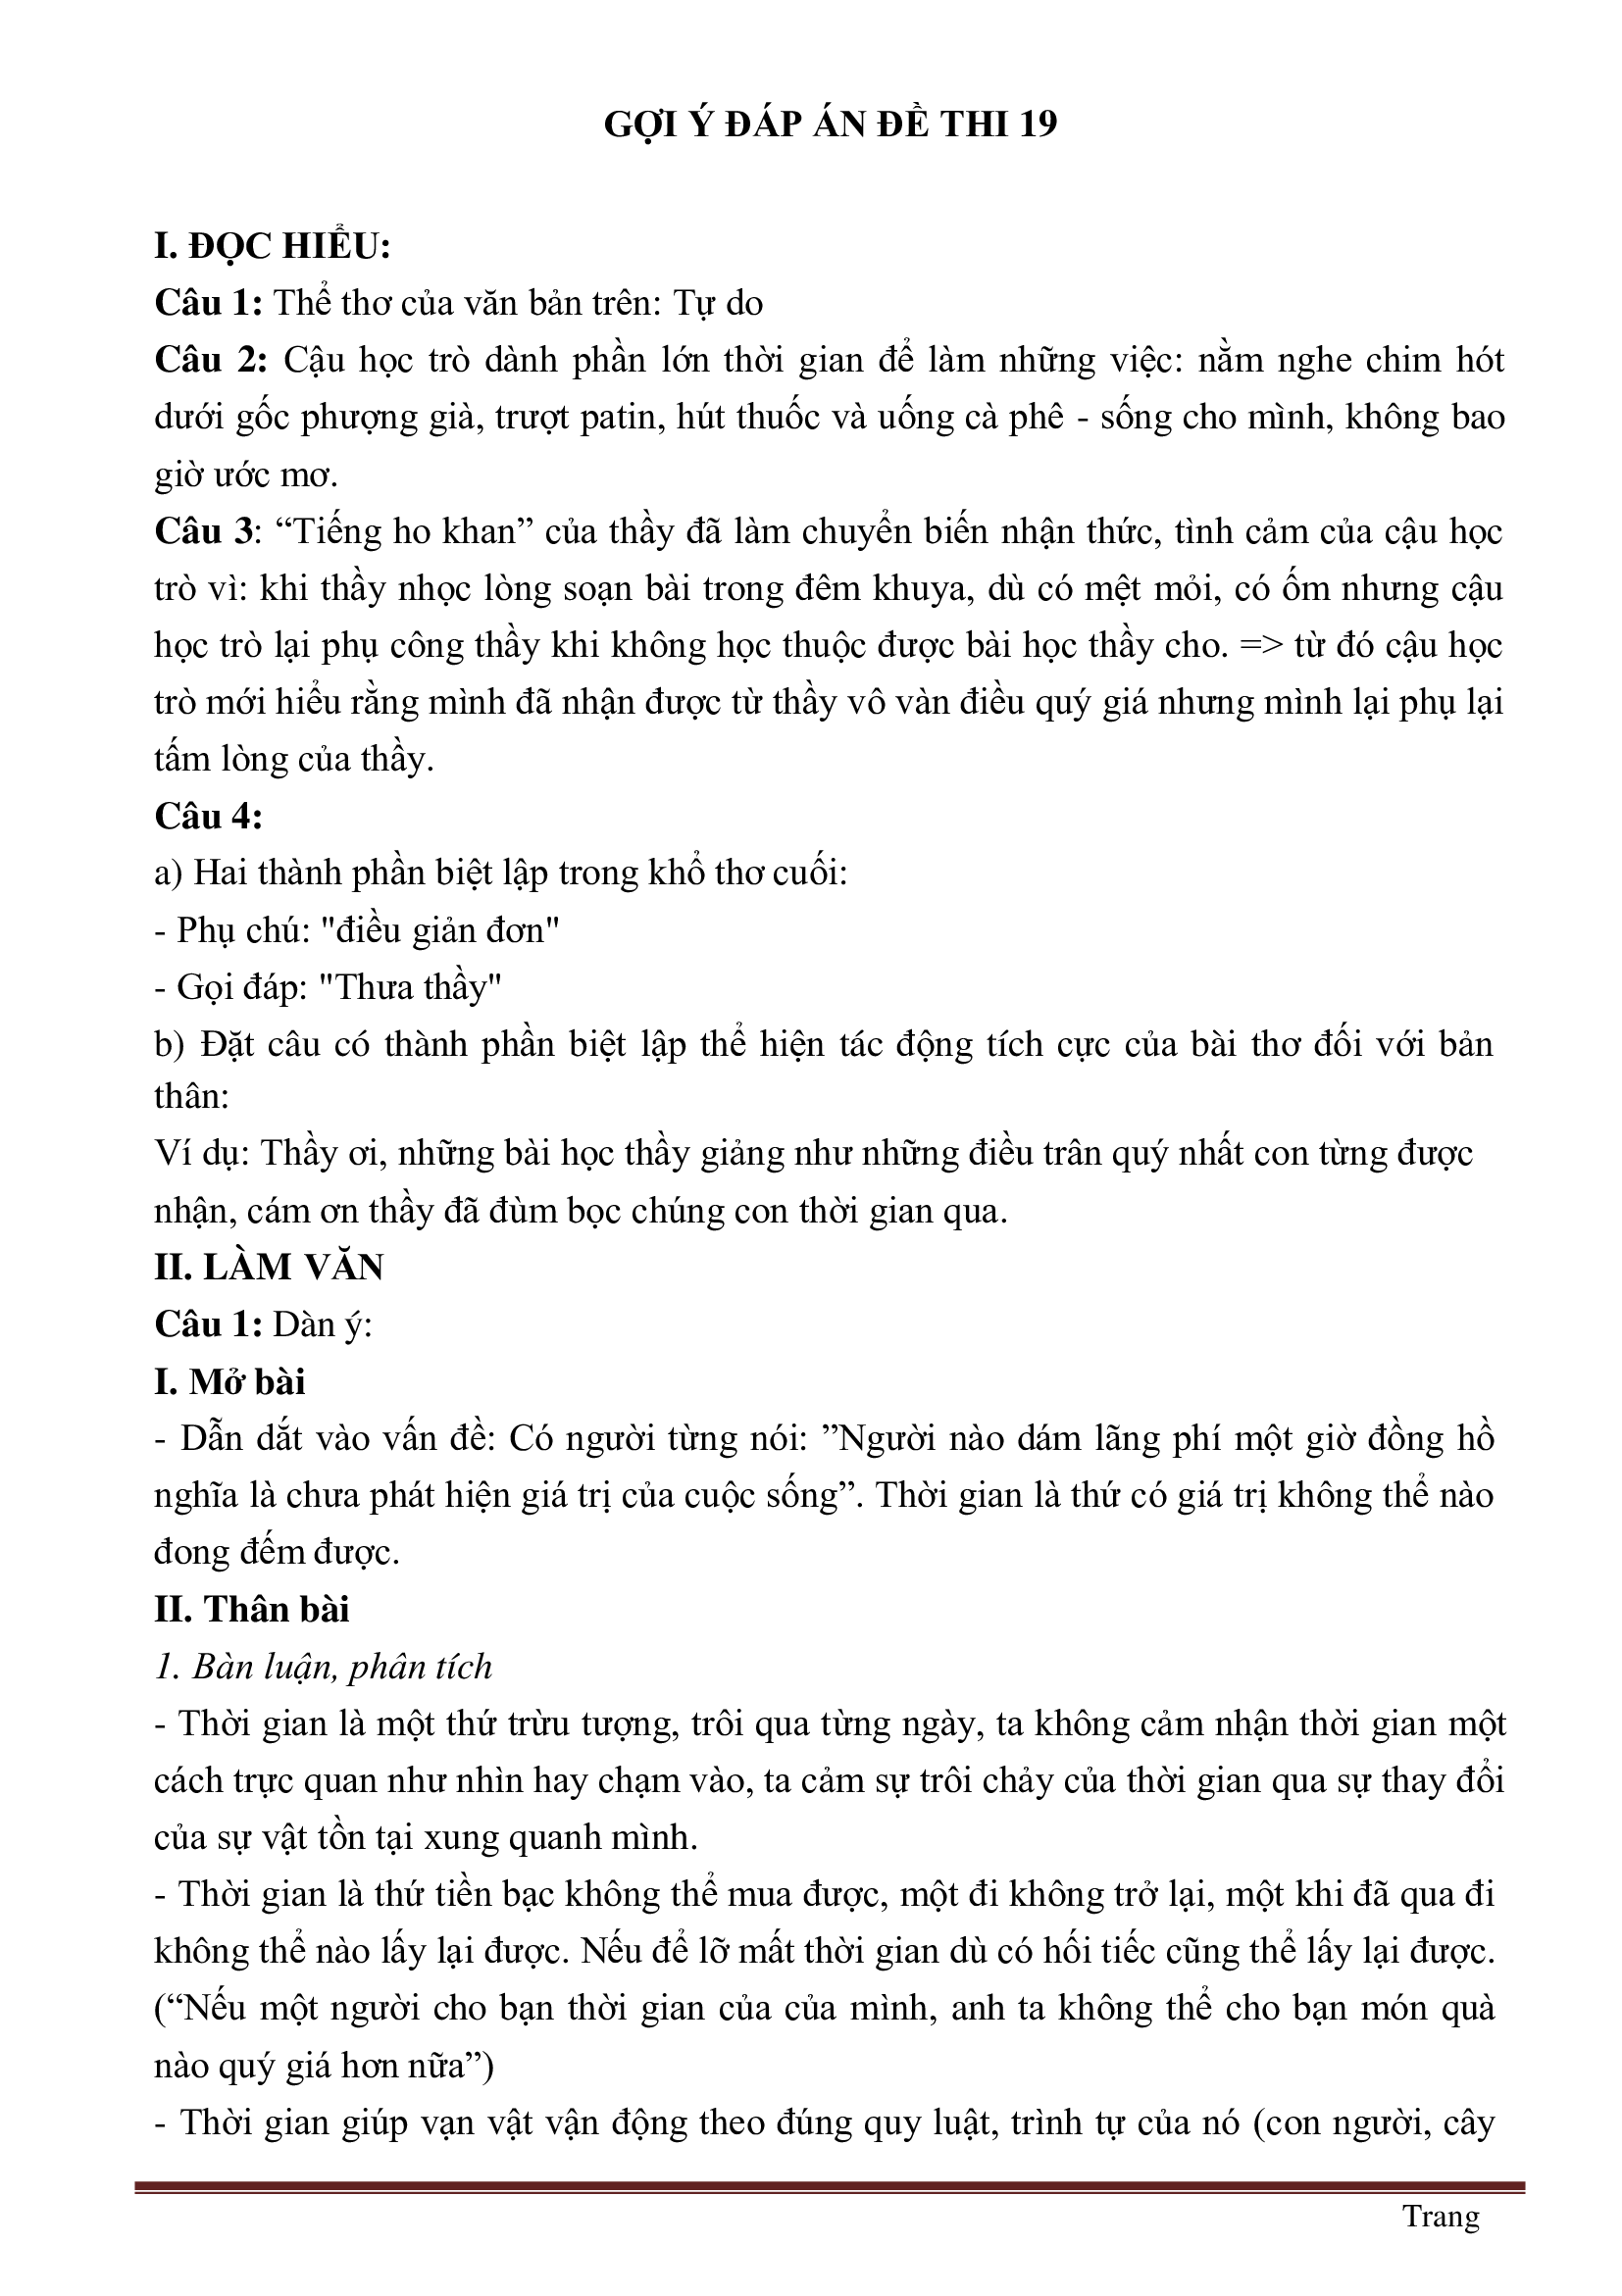 GỢI Ý ĐÁP ÁN ĐỀ THI 19
I. ĐỌC HIỂU:
Câu 1: Thể thơ của văn bản trên: Tự do
Câu 2: Cậu học trò dành phần lớn thời gian để làm những việc: nằm nghe chim hót
dưới gốc phượng già, trượt patin, hút thuốc và uống cà phê - sống cho mình, không bao
giờ ước mơ.
Câu 3: “Tiếng ho khan” của thầy đã làm chuyển biến nhận thức, tình cảm của cậu học
trò vì: khi thầy nhọc lòng soạn bài trong đêm khuya, dù có mệt mỏi, có ốm nhưng cậu
học trò lại phụ công thầy khi không học thuộc được bài học thầy cho. => từ đó cậu học
trò mới hiểu rằng mình đã nhận được từ thầy vô vàn điều quý giá nhưng mình lại phụ lại
tấm lòng của thầy.
Câu 4:
a) Hai thành phần biệt lập trong khổ thơ cuối:
- Phụ chú: "điều giản đơn"
- Gọi đáp: "Thưa thầy"
b) Đặt câu có thành phần biệt lập thể hiện tác động tích cực của bài thơ đối với bản
thân:
Ví dụ: Thầy ơi, những bài học thầy giảng như những điều trân quý nhất con từng được
nhận, cám ơn thầy đã đùm bọc chúng con thời gian qua.
II. LÀM VĂN
Câu 1: Dàn ý:
I. Mở bài
- Dẫn dắt vào vấn đề: Có người từng nói: ”Người nào dám lãng phí một giờ đồng hồ
nghĩa là chưa phát hiện giá trị của cuộc sống”. Thời gian là thứ có giá trị không thể nào
đong đếm được.
II. Thân bài
1. Bàn luận, phân tích
- Thời gian là một thứ trừu tượng, trôi qua từng ngày, ta không cảm nhận thời gian một
cách trực quan như nhìn hay chạm vào, ta cảm sự trôi chảy của thời gian qua sự thay đổi
của sự vật tồn tại xung quanh mình.
- Thời gian là thứ tiền bạc không thể mua được, một đi không trở lại, một khi đã qua đi
không thể nào lấy lại được. Nếu để lỡ mất thời gian dù có hối tiếc cũng thể lấy lại được.
(“Nếu một người cho bạn thời gian của của mình, anh ta không thể cho bạn món quà
nào quý giá hơn nữa”)
- Thời gian giúp vạn vật vận động theo đúng quy luật, trình tự của nó (con người, cây
Trang